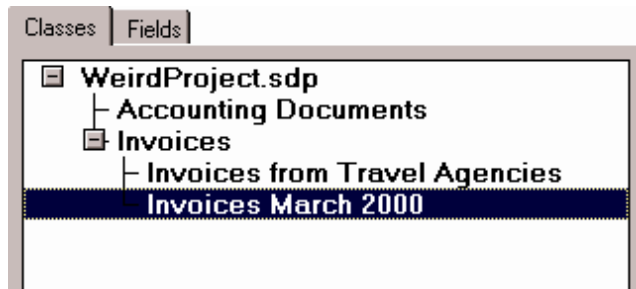 Classes Fields
WeirdProject.sdp
Accounting Documents
Invoices
Invoices from Travel Agencies
Invoices March 2000